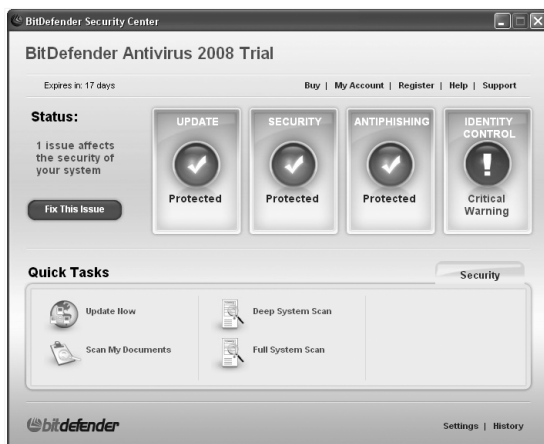 BitDefender Security Center
BitDefender Antivirus 2008 Trial
Expires in: 17 days
Buy | My Account | Register | Help | Support
Status:
1 issue affects
the security of
your system
Fix This Issue
UPDATE
Protected
SECURITY
Protected
ANTIPHISHING
Protected
IDENTITY
CONTROL
Critical
Warning
Quick Tasks
Security
Update Now
Deep System Scan
Scan My Documents
Full System Scan
bitdefender
Settings | History